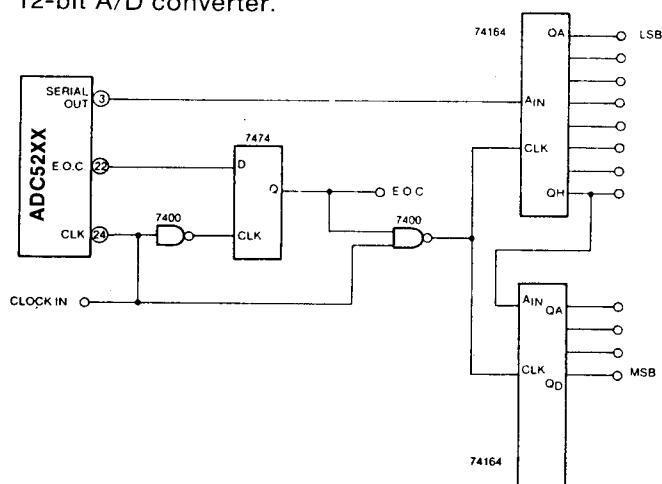 12-bit A/D converter.
74164
QA
LSB
SERIAL
OUT
3
AIN
ADC52XX
7474
CLK
E.O.C
22
D
Q
E O C
QH
7400
7400
CLK
24
CLK
CLOCK IN
AIN
QA
CLK
QD
MSB
74164